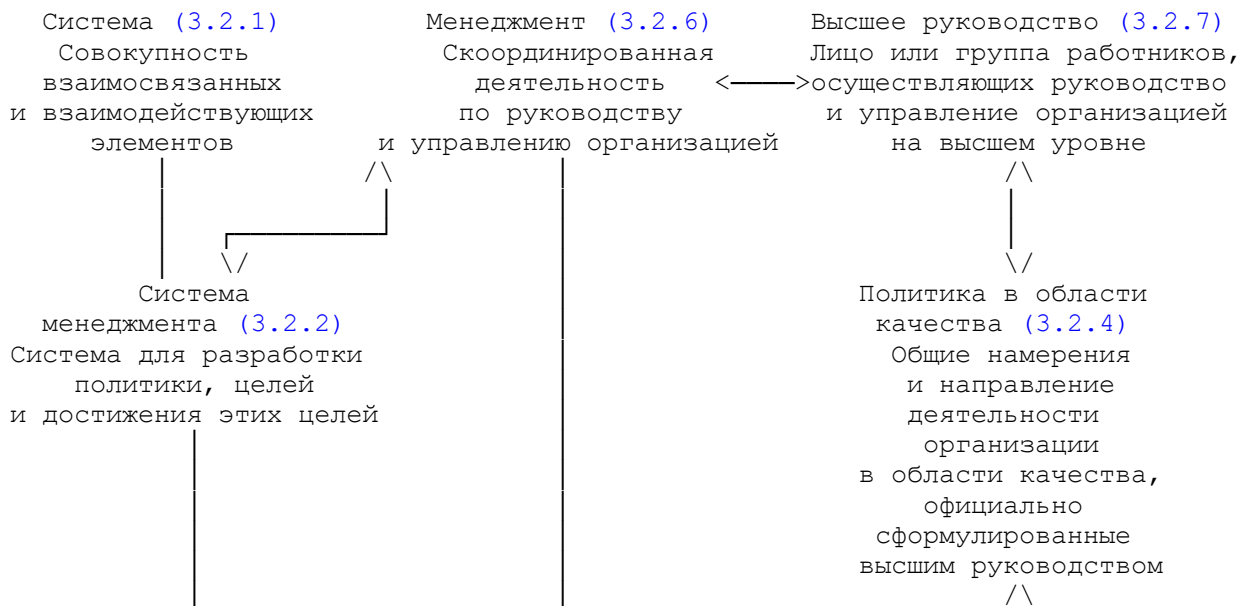 Система (3.2.1)
Совокупность
взаимосвязанных
и взаимодействующих
элементов
Менеджмент (3.2.6)
Скоординированная
деятельность
по руководству
и управлению организацией
Высшее руководство (3.2.7)
Лицо или группа работников,
осуществляющих руководство
и управление организацией
на высшем уровне
Система
менеджмента (3.2.2)
Система для разработки
политики, целей
и достижения этих целей
Политика в области
качества (3.2.4)
Общие намерения
и направление
деятельности
организации
в области качества,
официально
сформулированные
высшим руководством